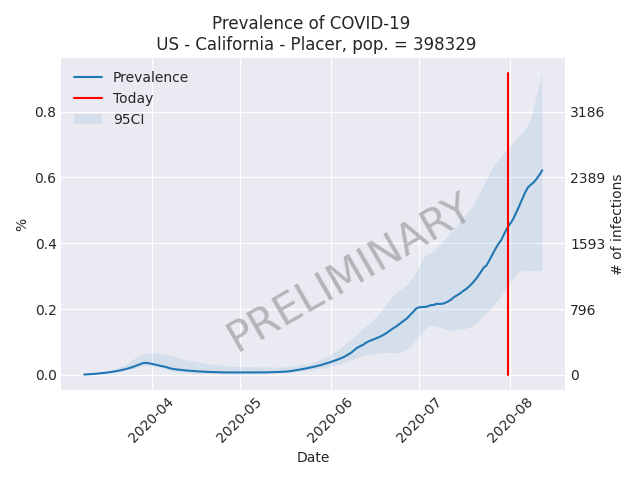 Prevalence of COVID-19
US - California - Placer, pop. = 398329
Prevalence
Today
95CI
PRELIMINARY
0.8
0.6
0.4
0.2
0.0
%
3186
2389
1593
796
0
# of infections
2020-04
2020-05
2020-06
2020-07
2020-08
Date